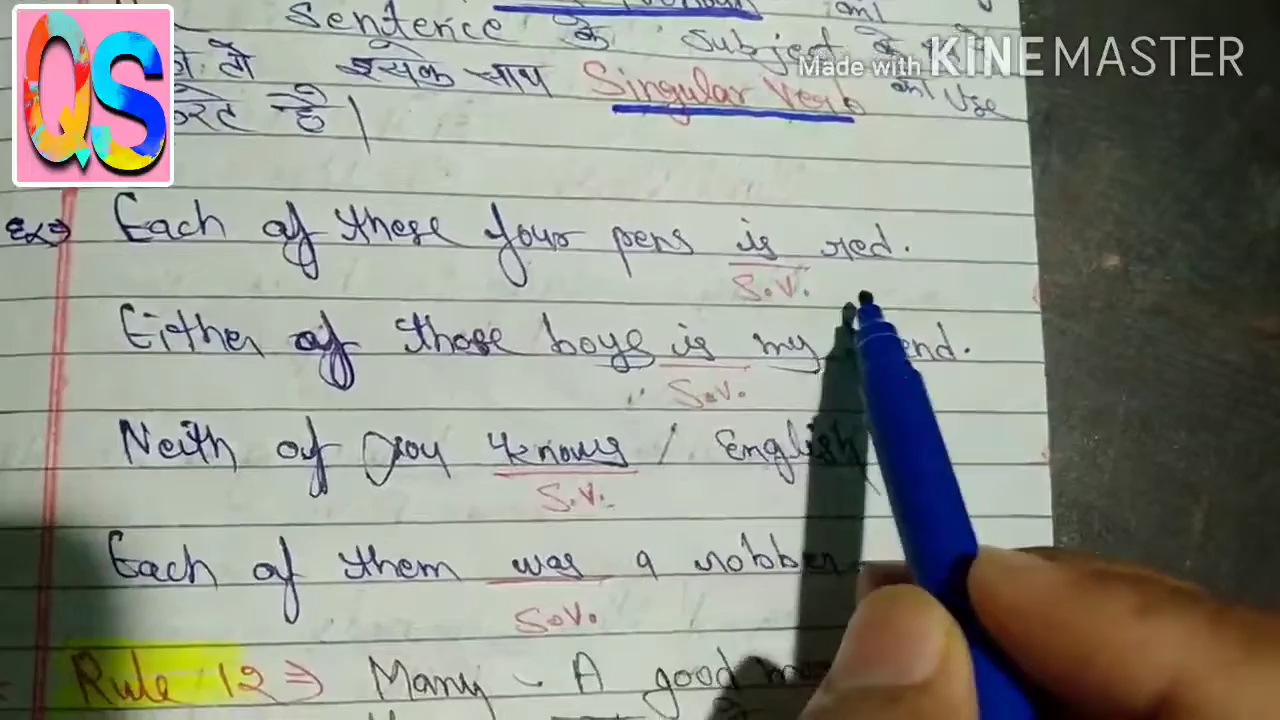 Sentence के Subject के
Made with KINEMASTER
QS
तो इसके साथ Singular Verb का Use
करते हैं।
Ex→ Each of these four pens is red.
S.V.
Either of those boys is my end.
S.V.
Neith of you knows / English
S.V.
Each of them was a robber
S.V.
Rule 12 ⇒ Many - A good